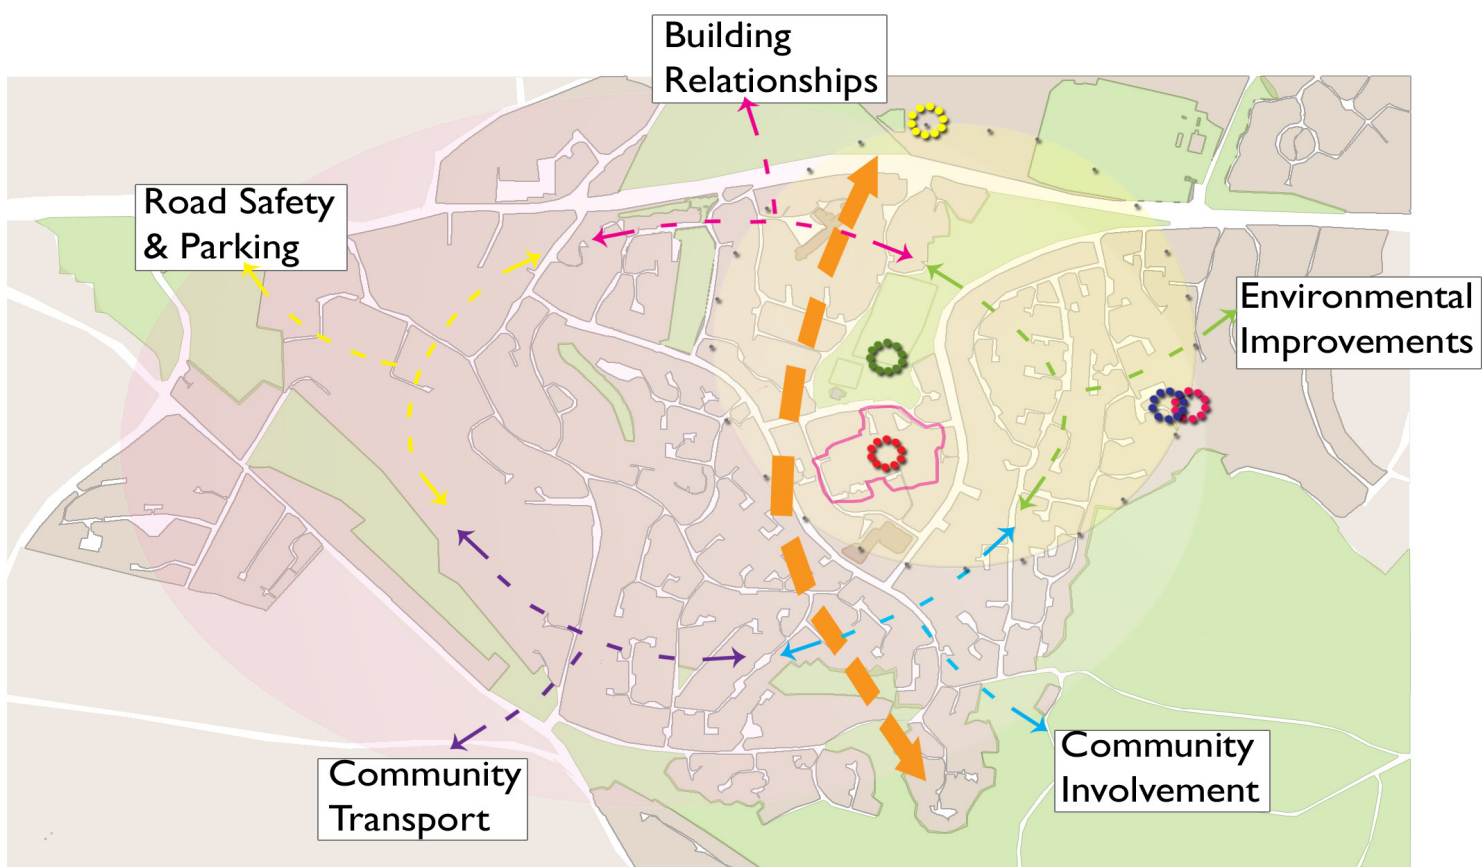 Building
Relationships
Road Safety
& Parking
Environmental
Improvements
Community
Transport
Community
Involvement